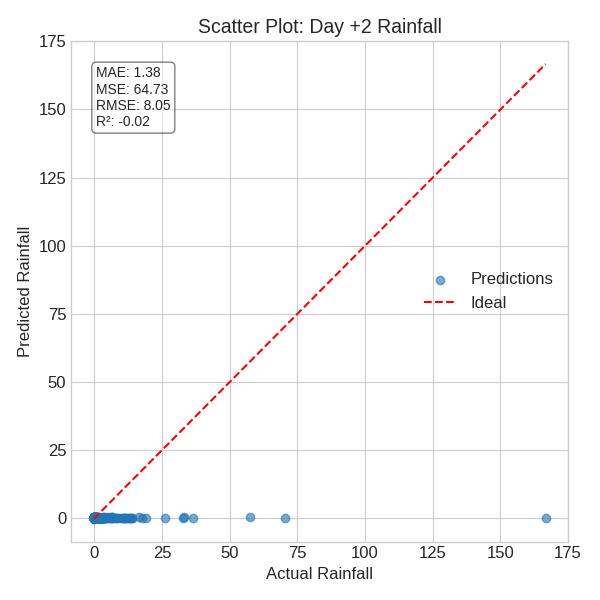 Scatter Plot: Day +2 Rainfall
175
150
125
100
75
50
25
0
Predicted Rainfall
MAE: 1.38
MSE: 64.73
RMSE: 8.05
R²: -0.02
Predictions
Ideal
0 25 50 75 100 125 150 175
Actual Rainfall